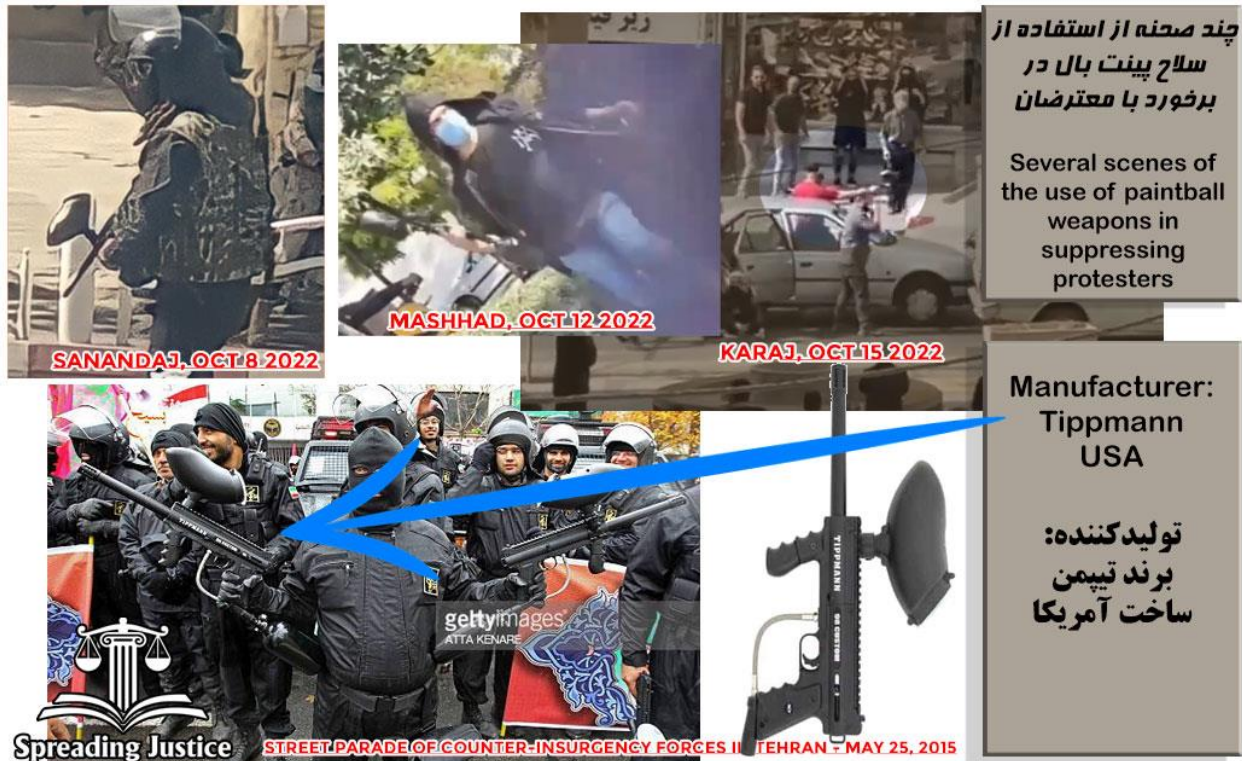 چند صحنه از استفاده از
سلاح پینت بال در
برخورد با معترضان
Several scenes of
the use of paintball
weapons in
suppressing
protesters
SANANDAJ, OCT 8 2022
MASHHAD, OCT 12 2022
KARAJ, OCT 15 2022
Manufacturer:
Tippmann
USA
تولیدکننده:
برند تیپمن
ساخت آمریکا
TIPPMANN
TIPPMANN
98 CUSTOM
gettyimages
ATTA KENARE
Spreading Justice
STREET PARADE OF COUNTER-INSURGENCY FORCES IN TEHRAN - MAY 25, 2015